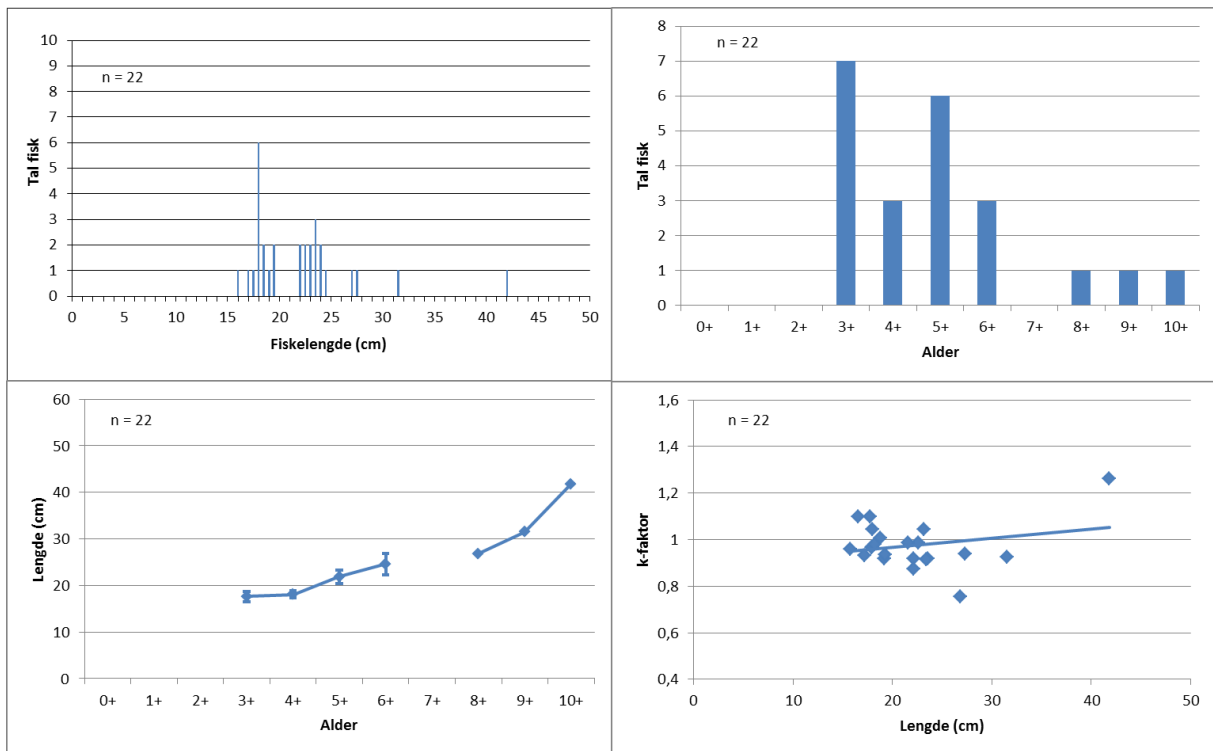 10
9
8
7
6
5
4
3
2
1
0
n = 22
Tal fisk
0 5 10 15 20 25 30 35 40 45 50
Fiskelengde (cm)
8
7
6
5
4
3
2
1
0
n = 22
Tal fisk
0+ 1+ 2+ 3+ 4+ 5+ 6+ 7+ 8+ 9+ 10+
Alder
60
50
40
30
20
10
0
n = 22
Lengde (cm)
0+ 1+ 2+ 3+ 4+ 5+ 6+ 7+ 8+ 9+ 10+
Alder
1,6
1,4
1,2
1
0,8
0,6
0,4
n = 22
k-faktor
0 10 20 30 40 50
Lengde (cm)